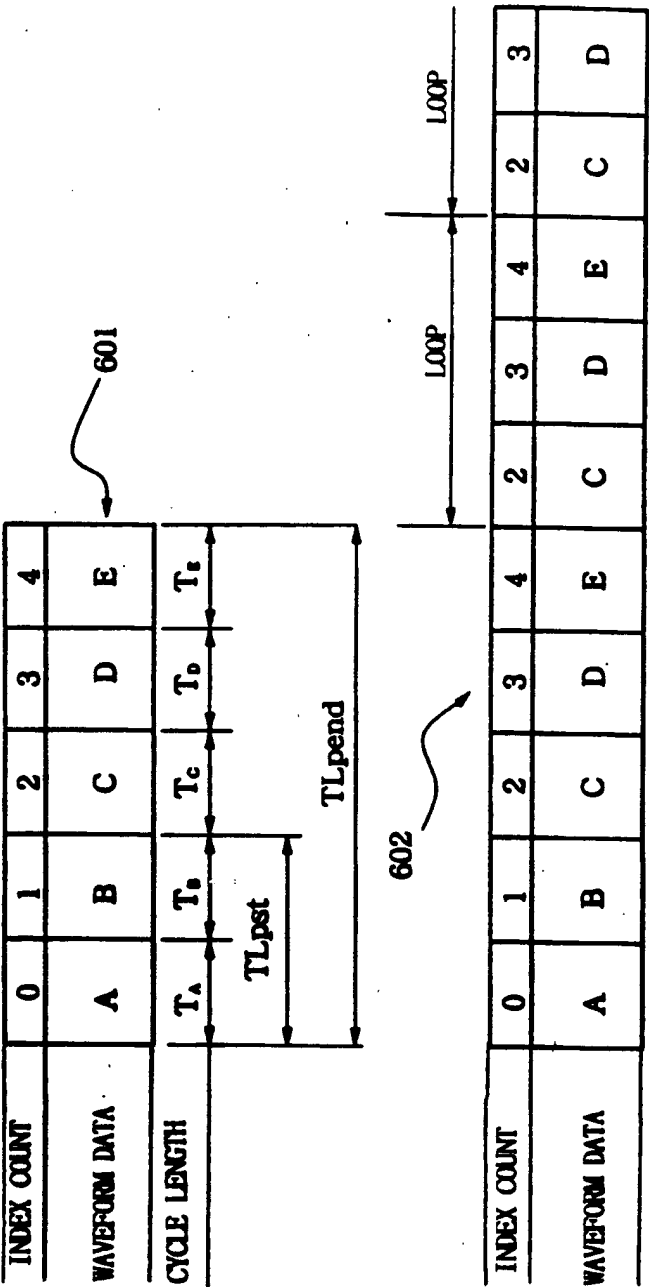 INDEX COUNT 0 1 2 3 4
WAVEFORM DATA A B C D E
601
CYCLE LENGTH TA TB TC TD TE
TLpst
TLpend
602
LOOP LOOP
INDEX COUNT 0 1 2 3 4 2 3 4 2 3
WAVEFORM DATA A B C D E C D E C D